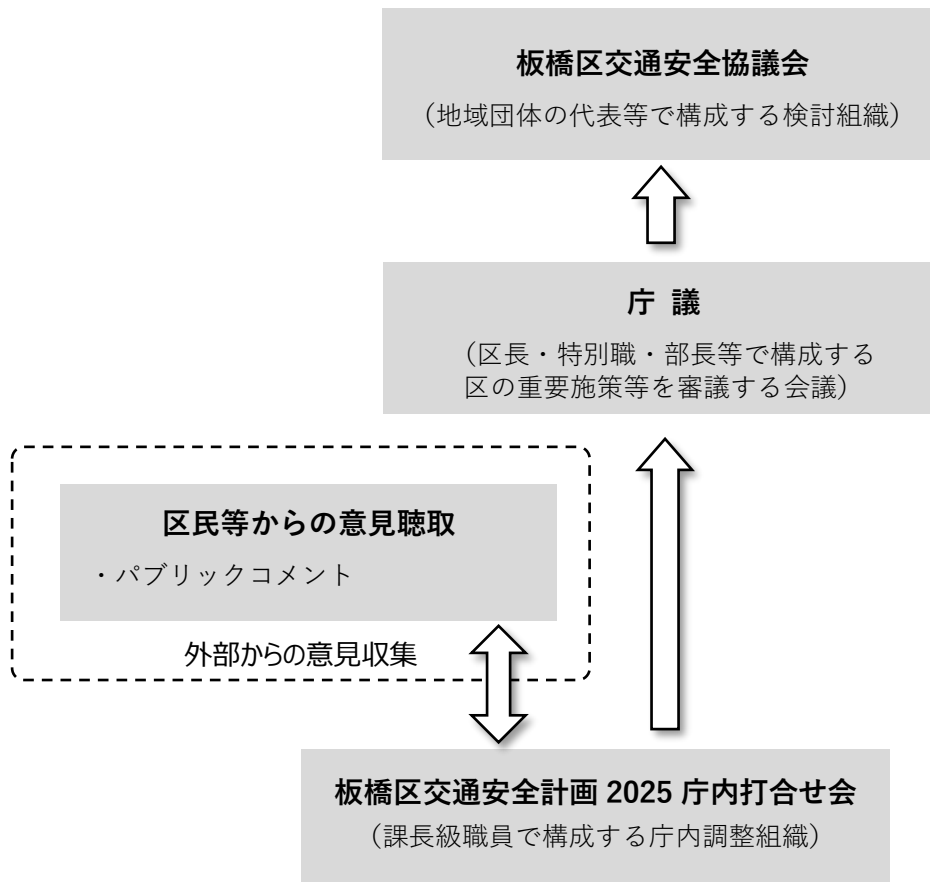 板橋区交通安全協議会
（地域団体の代表等で構成する検討組織）
庁 議
（区長・特別職・部長等で構成する
区の重要施策等を審議する会議）
区民等からの意見聴取
・パブリックコメント
外部からの意見収集
板橋区交通安全計画 2025 庁内打合せ会
（課長級職員で構成する庁内調整組織）